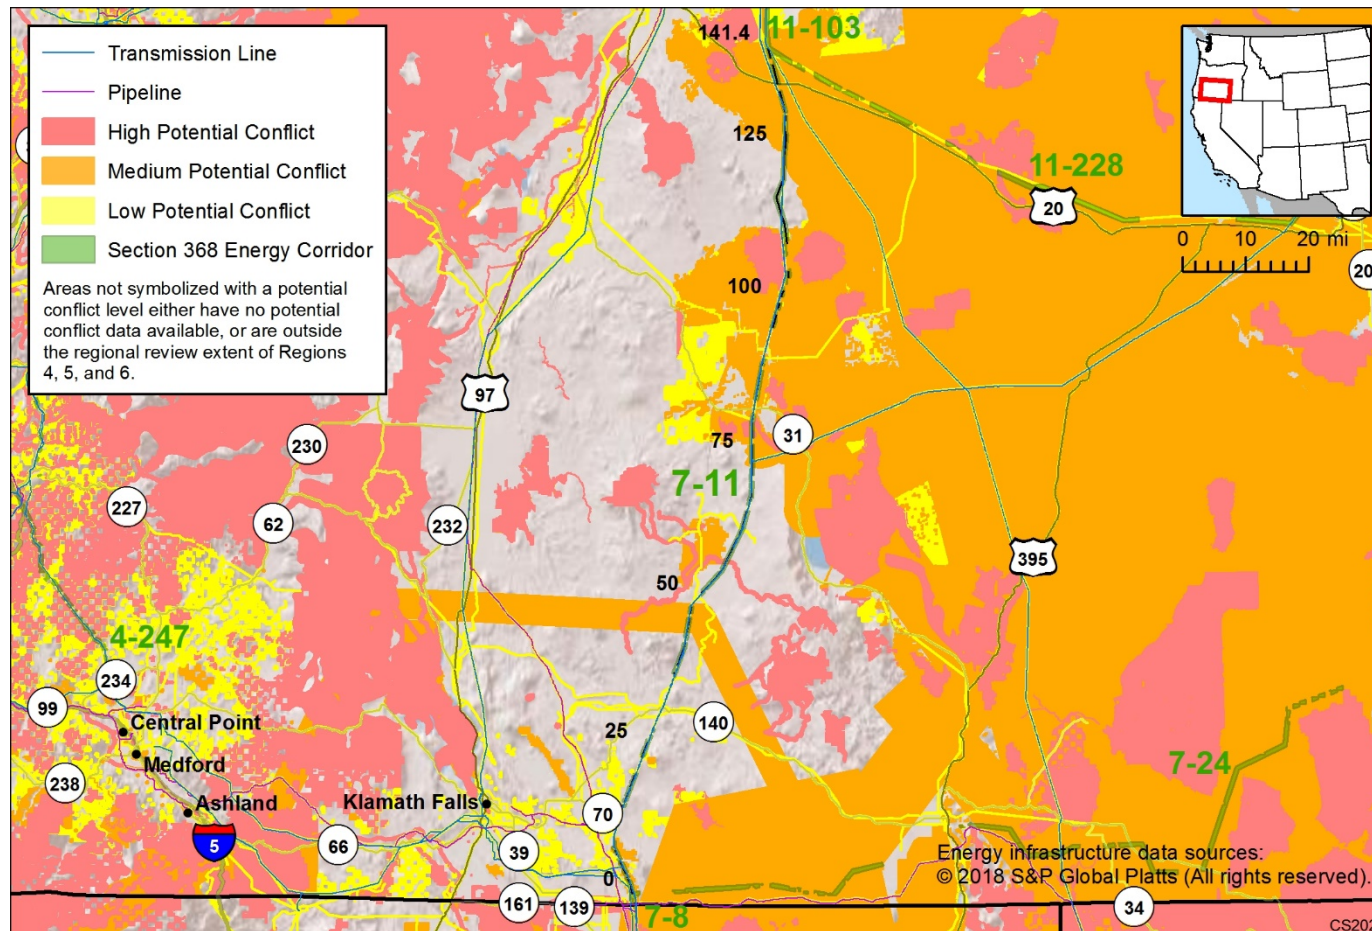 Transmission Line
Pipeline
High Potential Conflict
Medium Potential Conflict
Low Potential Conflict
Section 368 Energy Corridor
Areas not symbolized with a potential
conflict level either have no potential
conflict data available, or are outside
the regional review extent of Regions
4, 5, and 6.
141.4
11-103
125
11-228
20
0 10 20 mi
20
100
97
230
75
31
7-11
227
62
232
395
50
4-247
234
99
Central Point
Medford
238
Ashland
5
25
140
7-24
Klamath Falls
70
66
39
0
161
139
7-8
34
Energy infrastructure data sources:
© 2018 S&P Global Platts (All rights reserved).